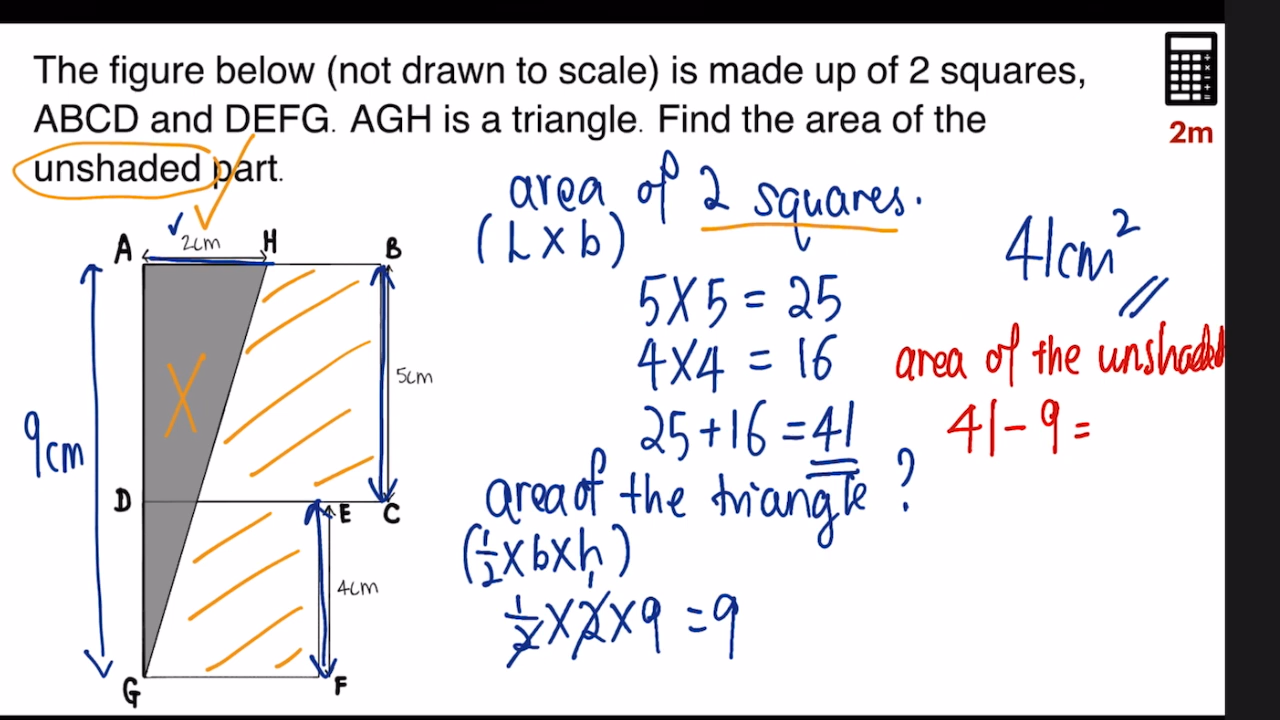 The figure below (not drawn to scale) is made up of 2 squares,
ABCD and DEFG. AGH is a triangle. Find the area of the
unshaded part.
2m
area of 2 squares.
(L x b)
5 x 5 = 25
4 x 4 = 16
25 + 16 = 41
41cm²
area of the unshaded
41 - 9 =
area of the triangle ?
(1/2 x b x h)
1/2 x 2 x 9 = 9
1
A
2cm
H
B
5cm
9cm
D
E
C
4cm
G
F
X